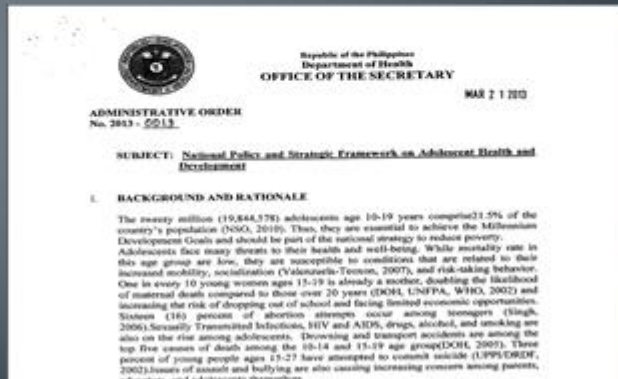 Republic of the Philippines
Department of Health
OFFICE OF THE SECRETARY
MAR 2 1 2013
ADMINISTRATIVE ORDER
No. 2013 - 0013
SUBJECT: National Policy and Strategic Framework on Adolescent Health and
Development
I. BACKGROUND AND RATIONALE
The twenty million (19,844,578) adolescents age 10-19 years comprise21.5% of the
country's population (NSO, 2010). Thus, they are essential to achieve the Millennium
Development Goals and should be part of the national strategy to reduce poverty.
Adolescents face many threats to their health and well-being. While mortality rate in
this age group are low, they are susceptible to conditions that are related to their
increased mobility, socialization (Valenzuela-Tecson, 2007), and risk-taking behavior.
One in every 10 young women ages 15-19 is already a mother, doubling the likelihood
of maternal death compared to those over 20 years (DOH, UNFPA, WHO, 2002) and
increasing the risk of dropping out of school and facing limited economic opportunities.
Sixteen (16) percent of abortion attempts occur among teenagers (Singh,
2006).Sexually Transmitted Infections, HIV and AIDS, drugs, alcohol, and smoking are
also on the rise among adolescents. Drowning and transport accidents are among the
top five causes of death among the 10-14 and 15-19 age group(DOH, 2005). Three
percent of young people ages 15-27 have attempted to commit suicide (UPPI/DRDF,
2002).Issues of assault and bullying are also causing increasing concern among parents,